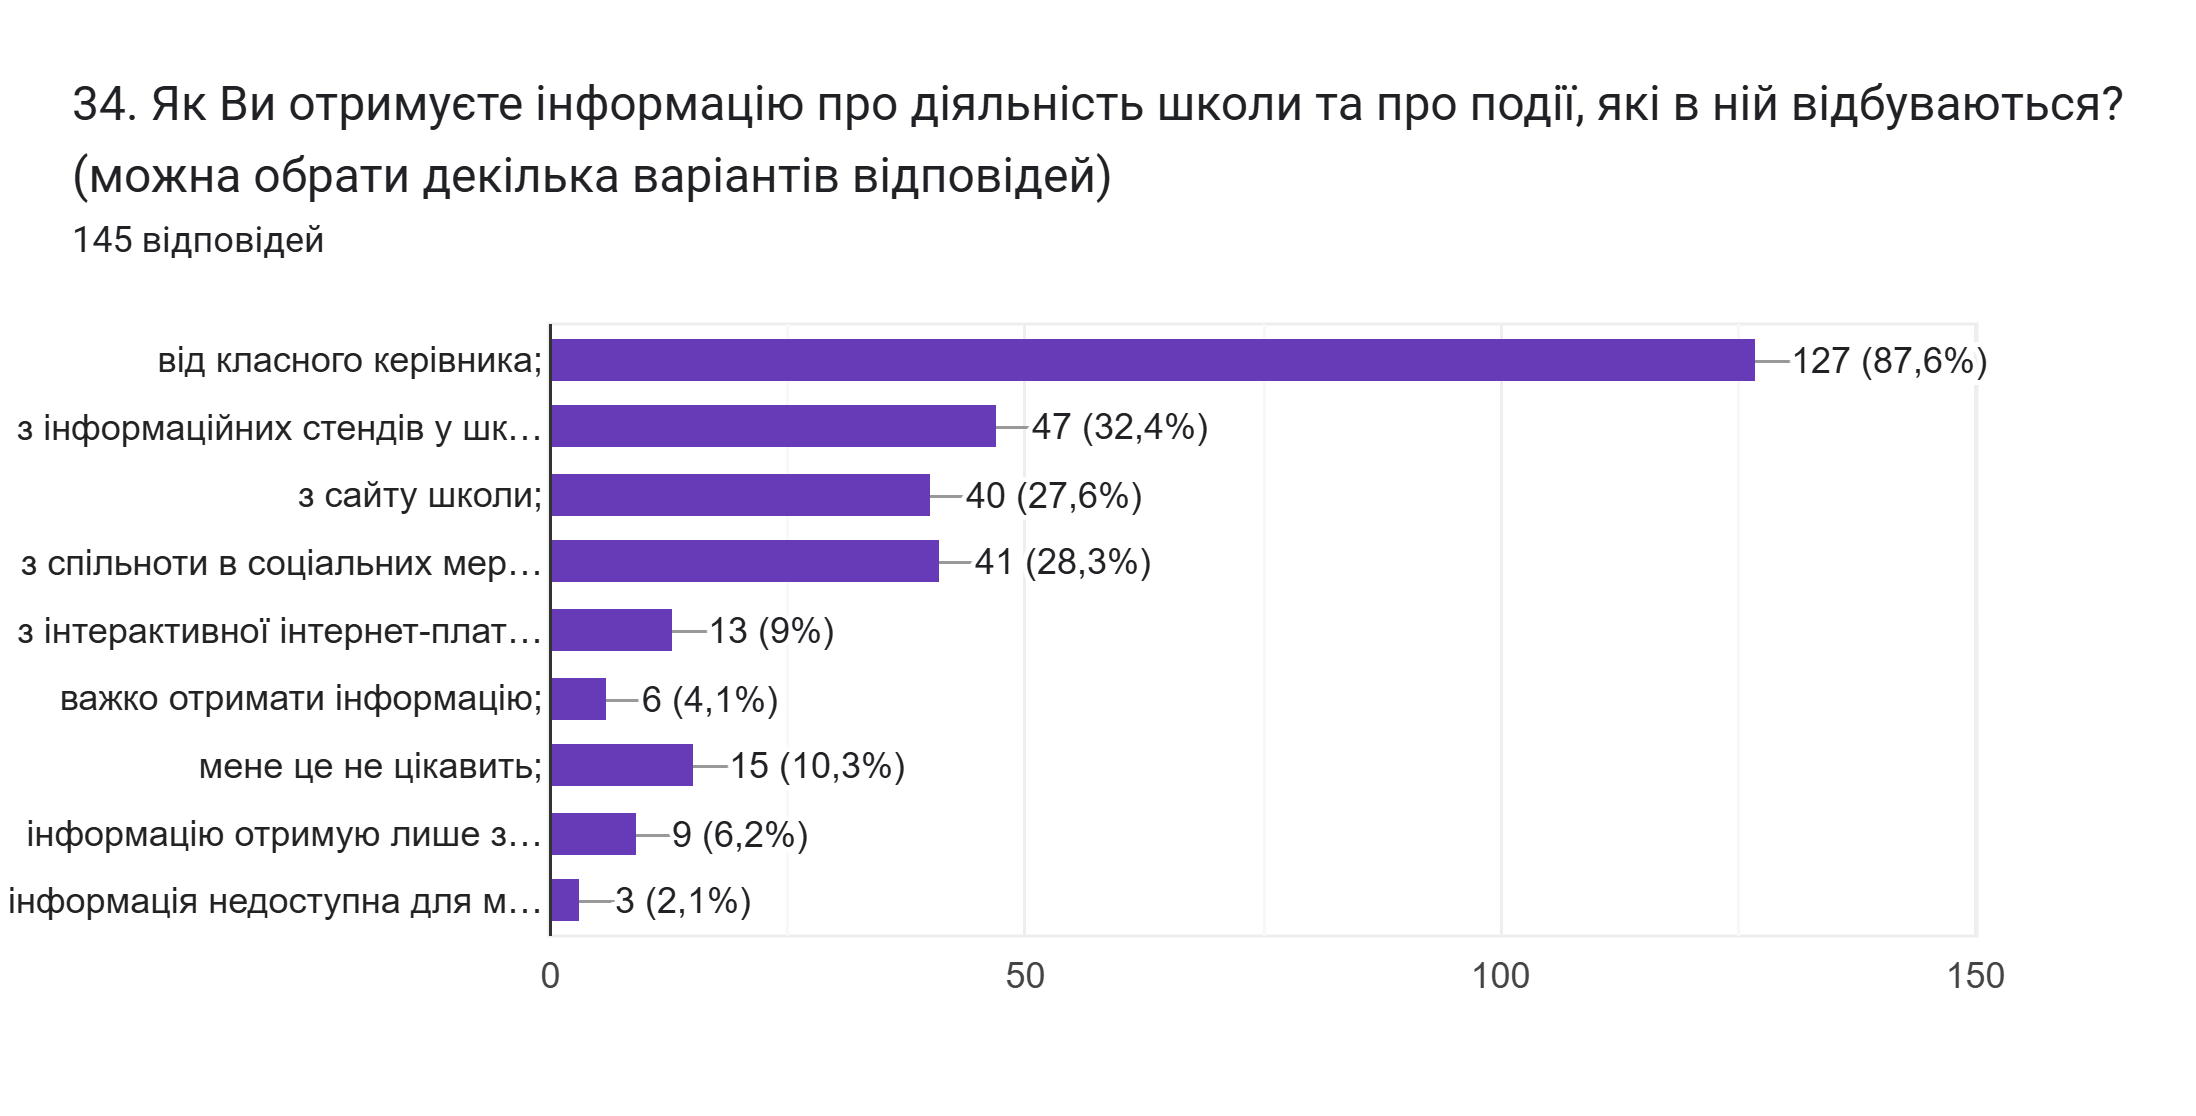 34. Як Ви отримуєте інформацію про діяльність школи та про події, які в ній відбуваються?
(можна обрати декілька варіантів відповідей)
145 відповідей
від класного керівника; 127 (87,6%)
з інформаційних стендів у шк… 47 (32,4%)
з сайту школи; 40 (27,6%)
з спільноти в соціальних мер… 41 (28,3%)
з інтерактивної інтернет-плат… 13 (9%)
важко отримати інформацію; 6 (4,1%)
мене це не цікавить; 15 (10,3%)
інформацію отримую лише з… 9 (6,2%)
інформація недоступна для м… 3 (2,1%)
0 50 100 150